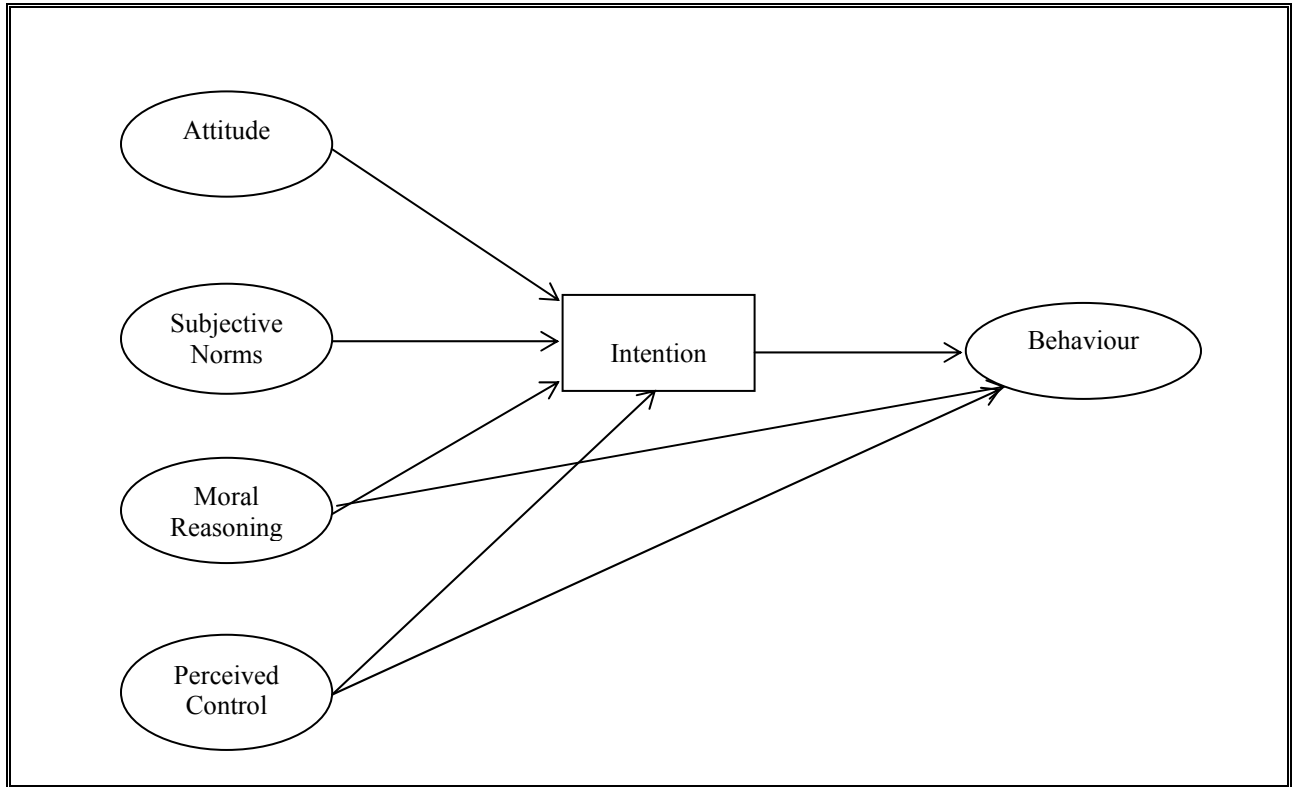 Attitude
Subjective
Norms
Intention
Behaviour
Moral
Reasoning
Perceived
Control